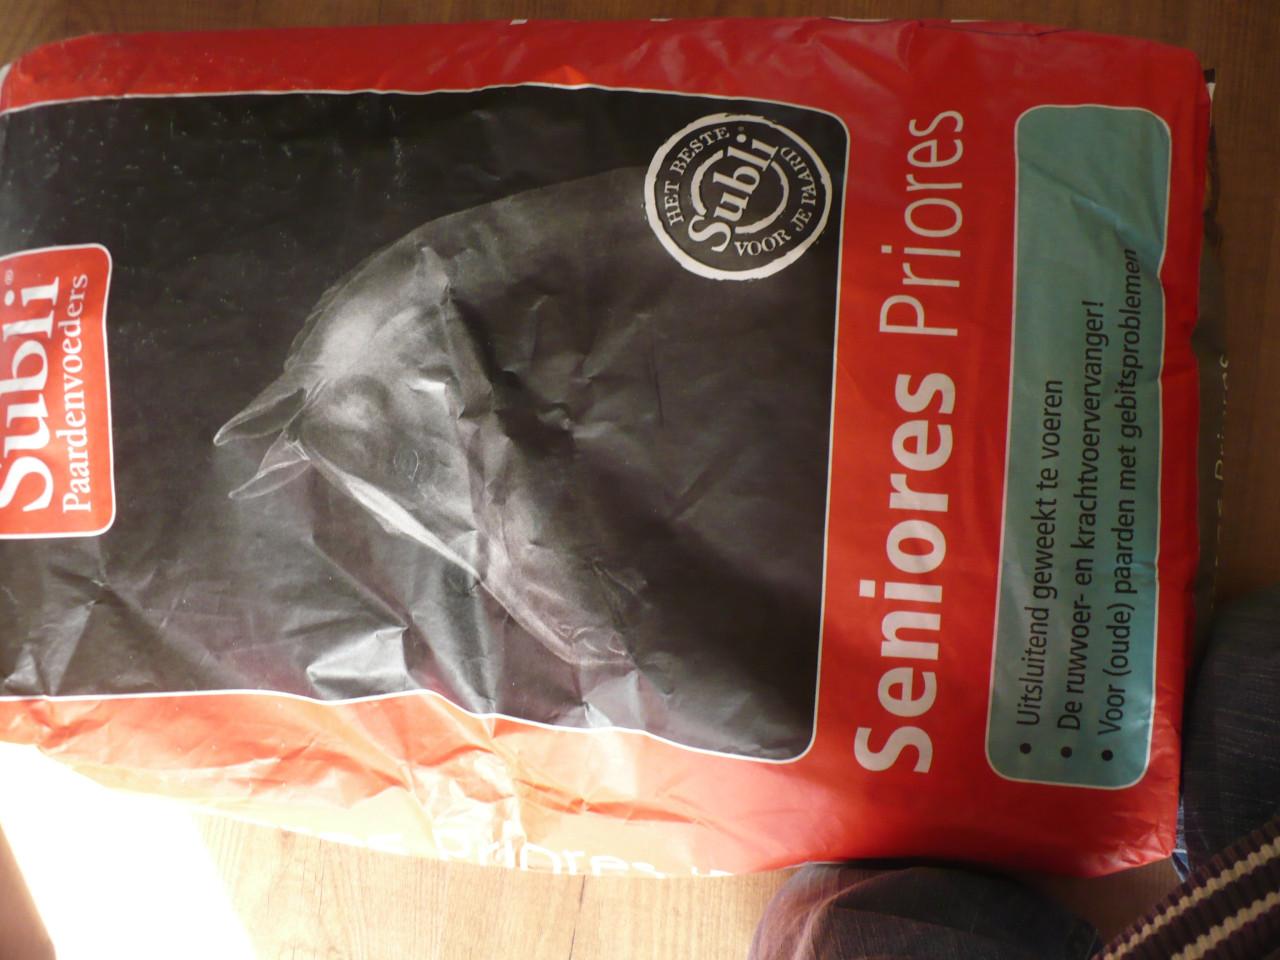 Subli®
Paardenvoeders
HET BESTE
Subli
VOOR JE PAARD
Seniores Priores
• Uitsluitend geweekt te voeren
• De ruwvoer- en krachtvoervervanger!
• Voor (oude) paarden met gebitsproblemen
Priores